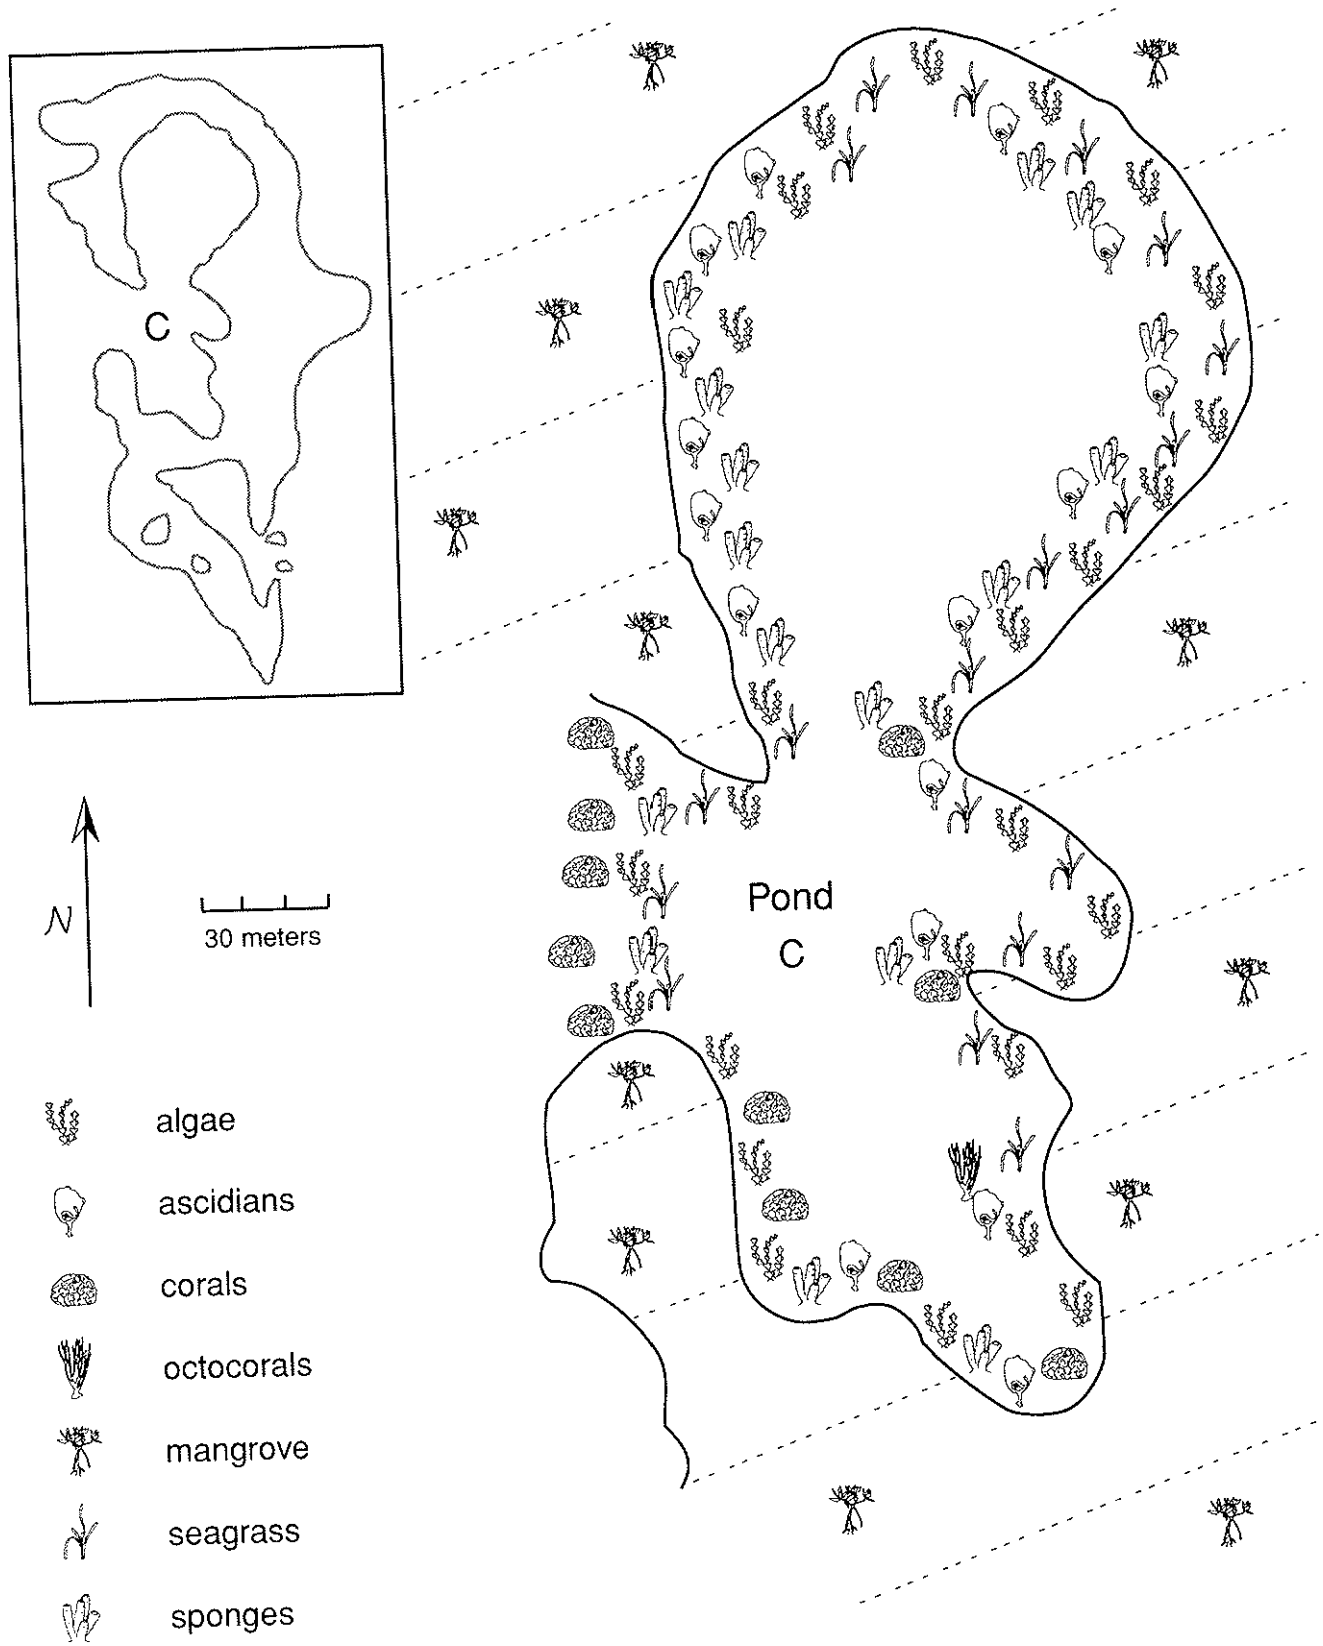 C
Pond
C
N
30 meters
algae
ascidians
corals
octocorals
mangrove
seagrass
sponges